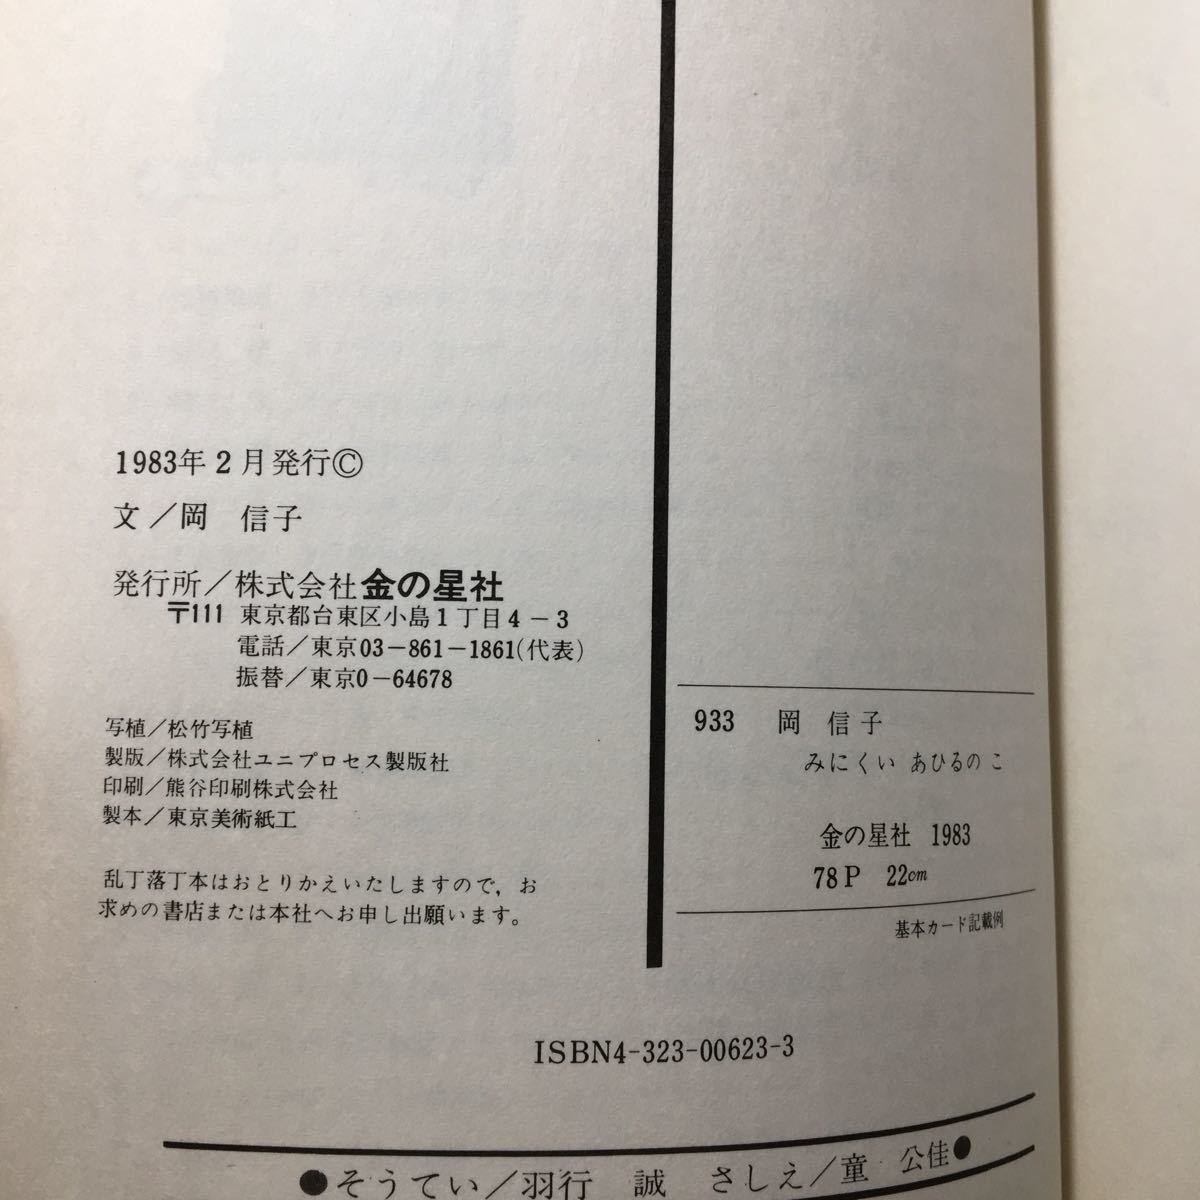 1983年2月発行©
文/岡 信子
発行所/株式会社金の星社
〒111 東京都台東区小島1丁目4-3
電話/東京03-861-1861(代表)
振替/東京0-64678
写植/松竹写植
製版/株式会社ユニプロセス製版社
印刷/熊谷印刷株式会社
製本/東京美術紙工
乱丁落丁本はおとりかえいたしますので,お
求めの書店または本社へお申し出願います。
933 岡 信子
みにくい あひるの こ
金の星社 1983
78P 22cm
基本カード記載例
ISBN4-323-00623-3
●そうてい/羽行 誠 さしえ/童 公佳●